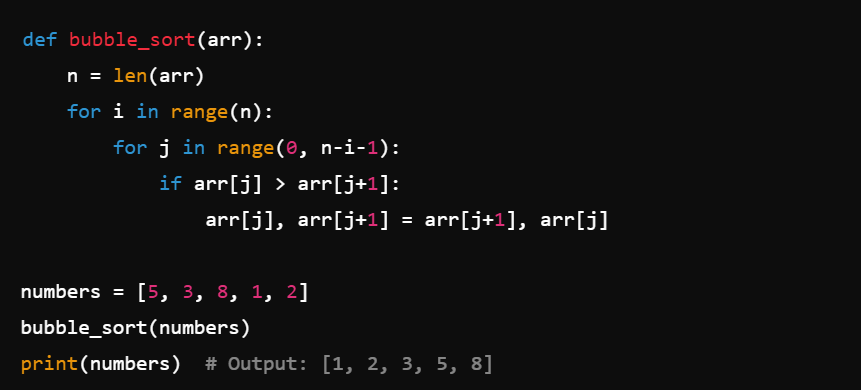 def bubble_sort(arr):
    n = len(arr)
    for i in range(n):
        for j in range(0, n-i-1):
            if arr[j] > arr[j+1]:
                arr[j], arr[j+1] = arr[j+1], arr[j]

numbers = [5, 3, 8, 1, 2]
bubble_sort(numbers)
print(numbers)  # Output: [1, 2, 3, 5, 8]